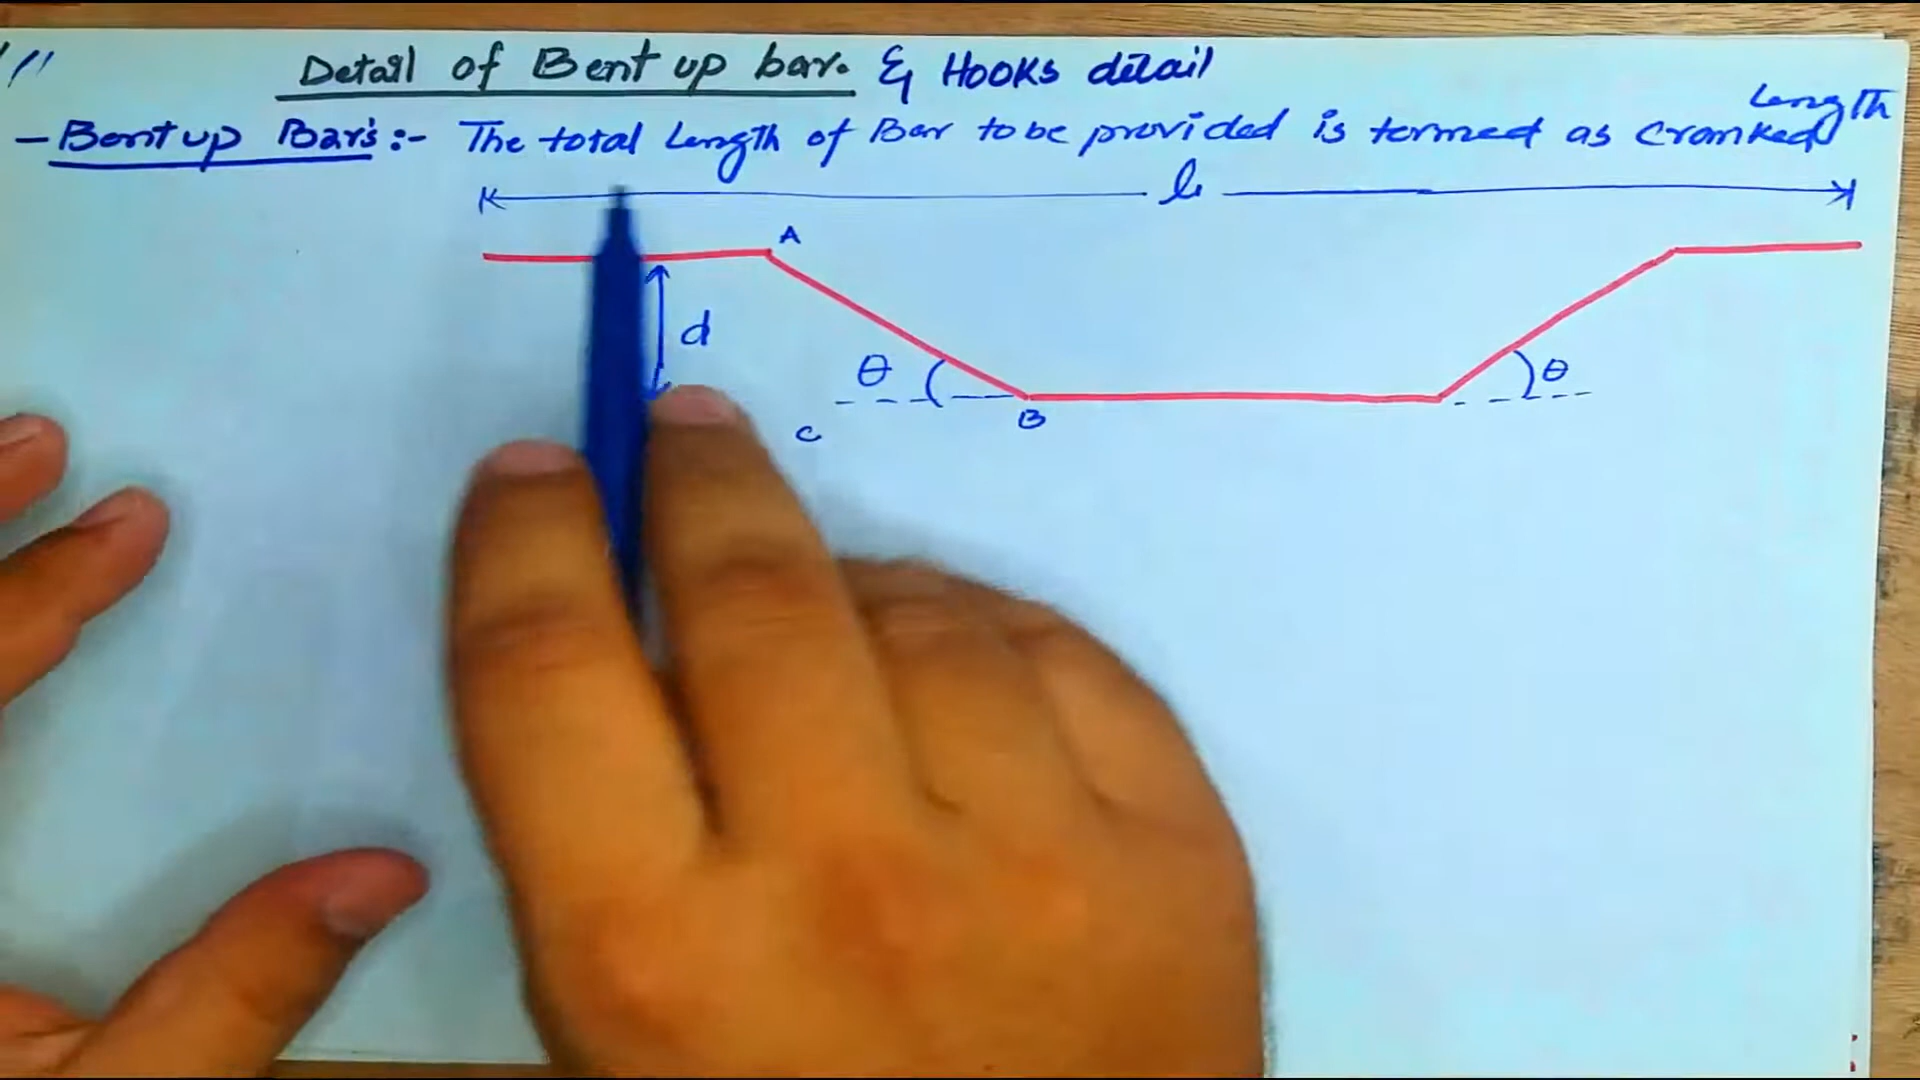 Detail of Bent up bar. & Hooks detail
- Bent up Bar's :- The total Length of Bar to be provided is termed as Cranked Length
l
A
d
θ
θ
B
C